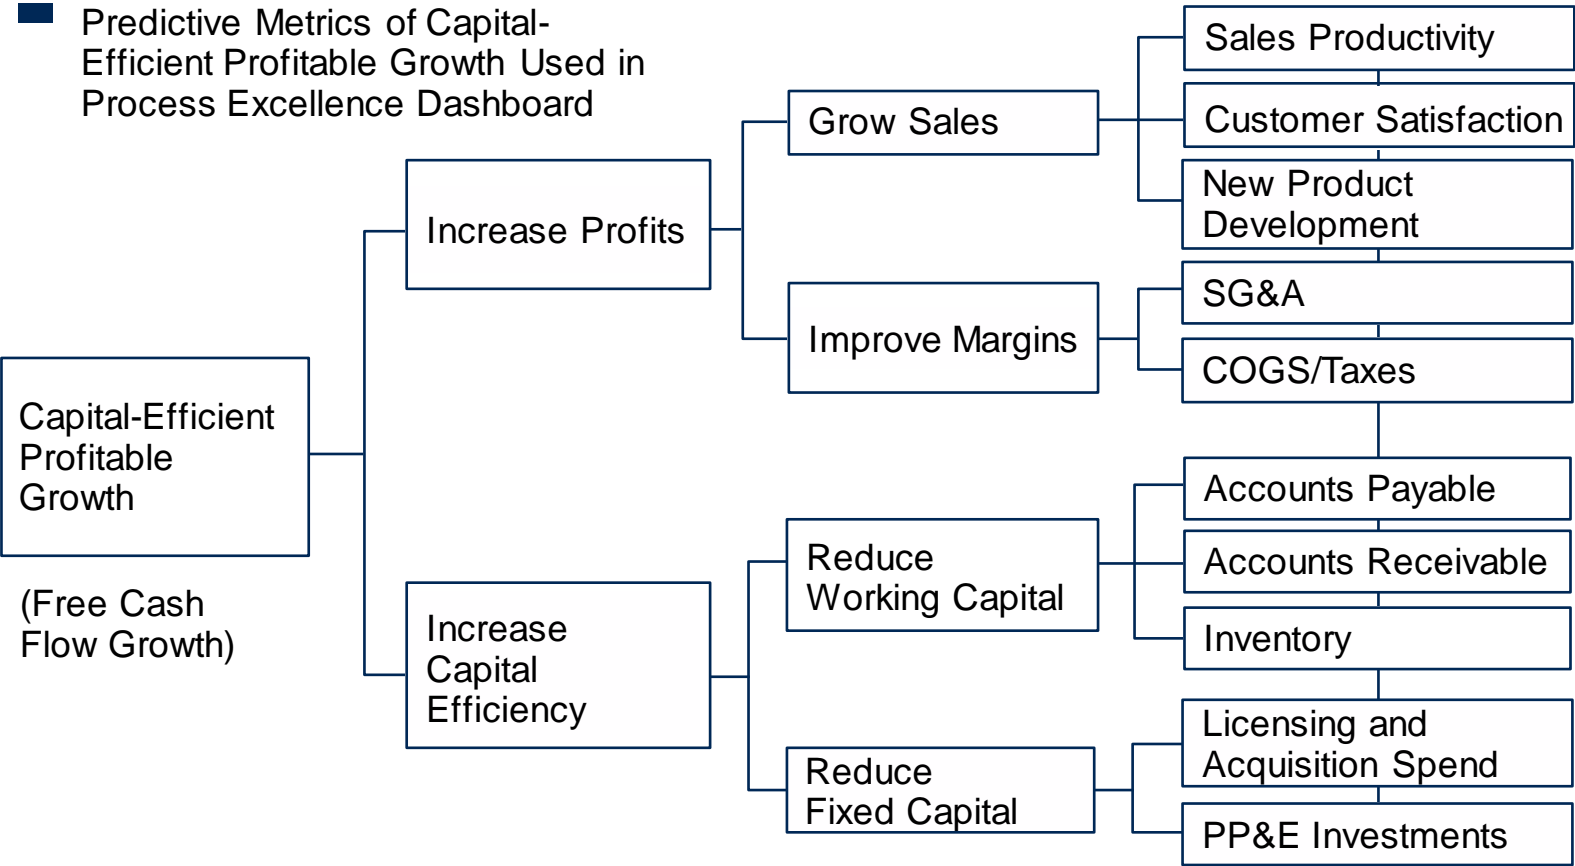 Predictive Metrics of Capital-
Efficient Profitable Growth Used in
Process Excellence Dashboard
Capital-Efficient
Profitable
Growth
(Free Cash
Flow Growth)
Increase Profits
Increase
Capital
Efficiency
Grow Sales
Improve Margins
Reduce
Working Capital
Reduce
Fixed Capital
Sales Productivity
Customer Satisfaction
New Product
Development
SG&A
COGS/Taxes
Accounts Payable
Accounts Receivable
Inventory
Licensing and
Acquisition Spend
PP&E Investments